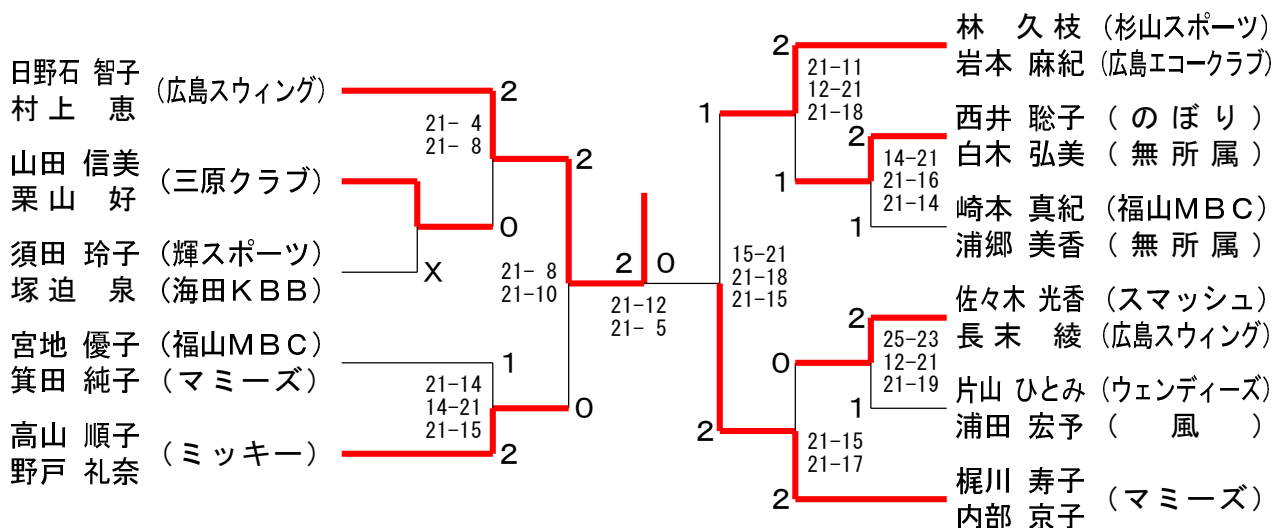 日野石 智子 (広島スウィング)
村上 恵
2
21- 4
21- 8
山田 信美 (三原クラブ)
栗山 好
0
須田 玲子 (輝スポーツ)
塚迫 泉 (海田KBB)
X
2
21- 8
21-10
宮地 優子 (福山MBC)
箕田 純子 (マミーズ)
1
21-14
14-21
21-15
0
高山 順子 (ミッキー)
野戸 礼奈
2
2 0
21-12
21- 5
林 久枝 (杉山スポーツ)
岩本 麻紀 (広島エコークラブ)
2
21-11
12-21
21-18
1
西井 聡子 (のぼり)
白木 弘美 (無所属)
2
14-21
21-16
21-14
1
崎本 真紀 (福山MBC)
浦郷 美香 (無所属)
1
15-21
21-18
21-15
佐々木 光香 (スマッシュ)
長末 綾 (広島スウィング)
2
25-23
12-21
21-19
0
片山 ひとみ (ウェンディーズ)
浦田 宏予 (風)
1
2
21-15
21-17
梶川 寿子 (マミーズ)
内部 京子
2